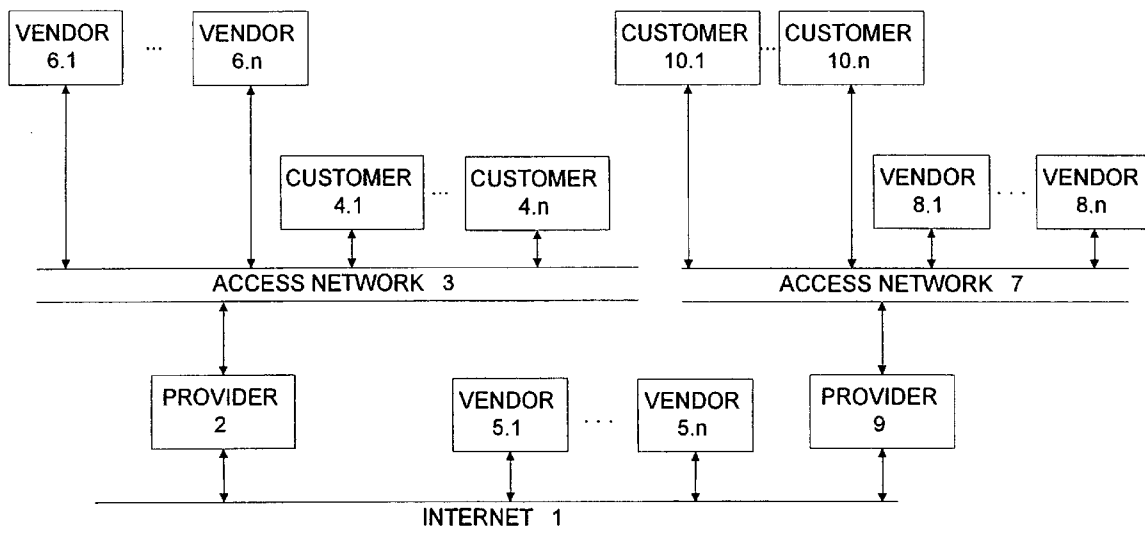 VENDOR
6.1
...
VENDOR
6.n
CUSTOMER
10.1
...
CUSTOMER
10.n
CUSTOMER
4.1
...
CUSTOMER
4.n
VENDOR
8.1
. . .
VENDOR
8.n
ACCESS NETWORK 3
ACCESS NETWORK 7
PROVIDER
2
VENDOR
5.1
. . .
VENDOR
5.n
PROVIDER
9
INTERNET 1